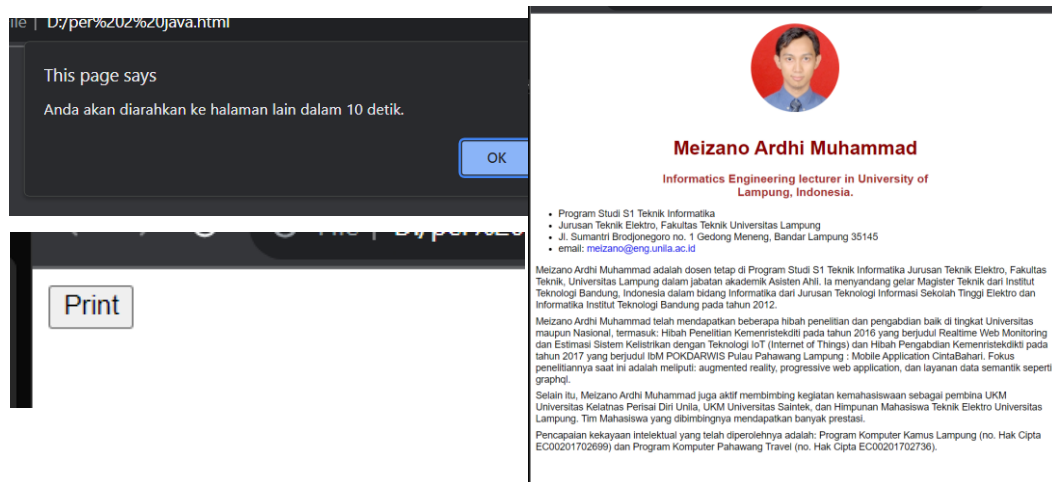 D:/per%202%20java.html
This page says
Anda akan diarahkan ke halaman lain dalam 10 detik.
OK
Print
Meizano Ardhi Muhammad
Informatics Engineering lecturer in University of
Lampung, Indonesia.
• Program Studi S1 Teknik Informatika
• Jurusan Teknik Elektro, Fakultas Teknik Universitas Lampung
• Jl. Sumantri Brodjonegoro no. 1 Gedong Meneng, Bandar Lampung 35145
• email: meizano@eng.unila.ac.id
Meizano Ardhi Muhammad adalah dosen tetap di Program Studi S1 Teknik Informatika Jurusan Teknik Elektro, Fakultas
Teknik, Universitas Lampung dalam jabatan akademik Asisten Ahli. Ia menyandang gelar Magister Teknik dari Institut
Teknologi Bandung, Indonesia dalam bidang Informatika dari Jurusan Teknologi Informasi Sekolah Tinggi Elektro dan
Informatika Institut Teknologi Bandung pada tahun 2012.
Meizano Ardhi Muhammad telah mendapatkan beberapa hibah penelitian dan pengabdian baik di tingkat Universitas
maupun Nasional, termasuk: Hibah Penelitian Kemenristekditi pada tahun 2016 yang berjudul Realtime Web Monitoring
dan Estimasi Sistem Kelistrikan dengan Teknologi IoT (Internet of Things) dan Hibah Pengabdian Kemenristekdikti pada
tahun 2017 yang berjudul IbM POKDARWIS Pulau Pahawang Lampung : Mobile Application CintaBahari. Fokus
penelitiannya saat ini adalah meliputi: augmented reality, progressive web application, dan layanan data semantik seperti
graphql.
Selain itu, Meizano Ardhi Muhammad juga aktif membimbing kegiatan kemahasiswaan sebagai pembina UKM
Universitas Kelatnas Perisai Diri Unila, UKM Universitas Saintek, dan Himpunan Mahasiswa Teknik Elektro Universitas
Lampung. Tim Mahasiswa yang dibimbingnya mendapatkan banyak prestasi.
Pencapaian kekayaan intelektual yang telah diperolehnya adalah: Program Komputer Kamus Lampung (no. Hak Cipta
EC00201702699) dan Program Komputer Pahawang Travel (no. Hak Cipta EC00201702736).